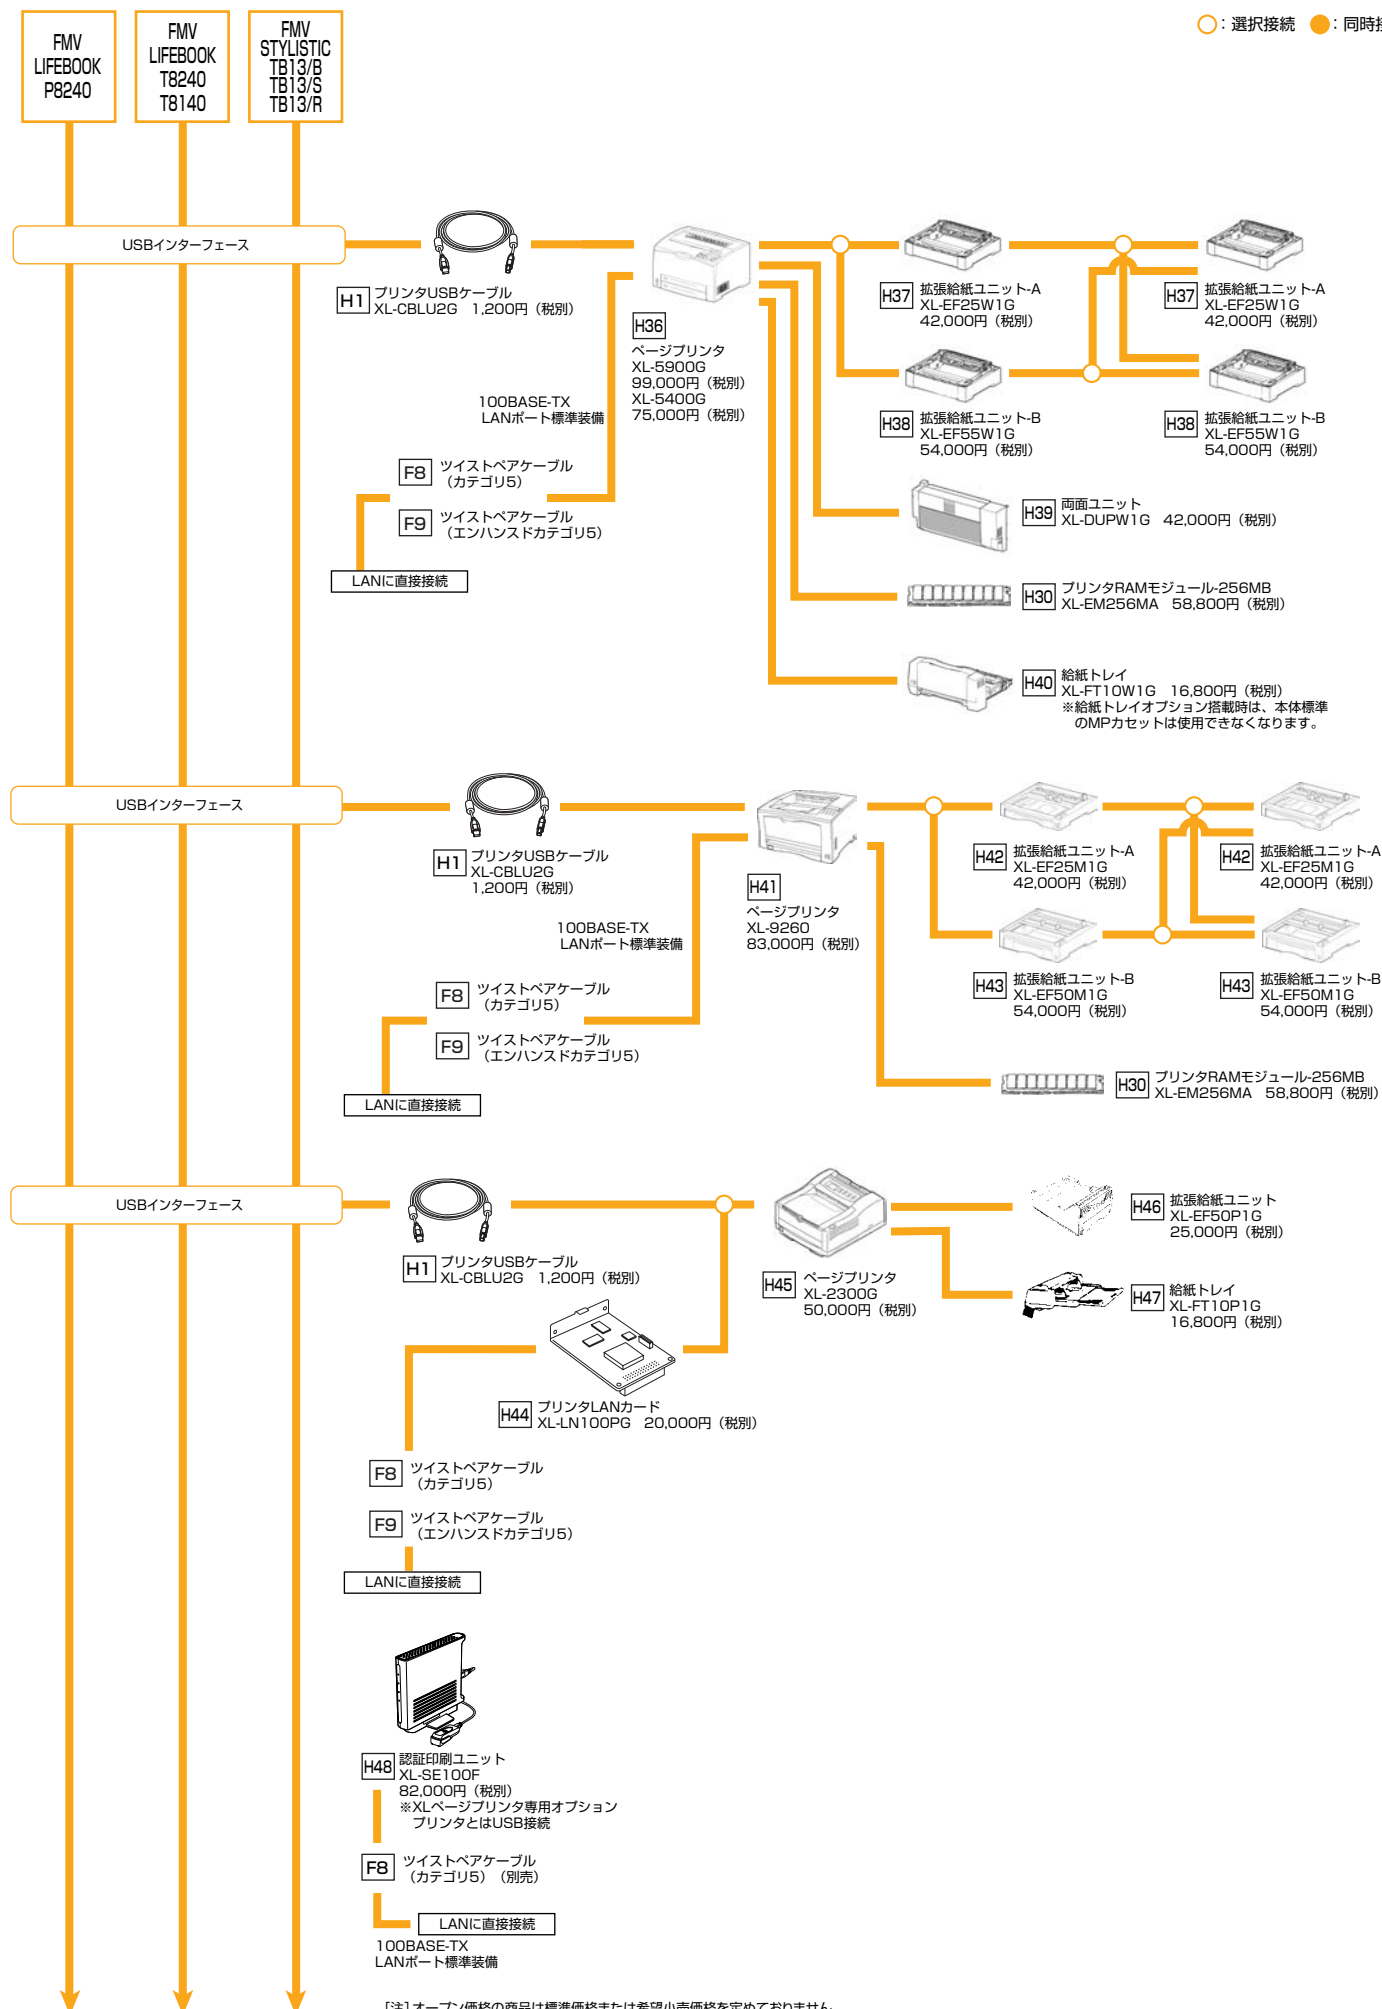 FMV
LIFEBOOK
P8240
FMV
LIFEBOOK
T8240
T8140
FMV
STYLISTIC
TB13/B
TB13/S
TB13/R
：選択接続 ：同時接
USBインターフェース
H1 プリンタUSBケーブル
XL-CBLU2G 1,200円（税別）
H36
ページプリンタ
XL-5900G
99,000円（税別）
XL-5400G
75,000円（税別）
100BASE-TX
LANポート標準装備
F8 ツイストペアケーブル
（カテゴリ5）
F9 ツイストペアケーブル
（エンハンスドカテゴリ5）
LANに直接接続
H37 拡張給紙ユニット-A
XL-EF25W1G
42,000円（税別）
H37 拡張給紙ユニット-A
XL-EF25W1G
42,000円（税別）
H38 拡張給紙ユニット-B
XL-EF55W1G
54,000円（税別）
H38 拡張給紙ユニット-B
XL-EF55W1G
54,000円（税別）
H39 両面ユニット
XL-DUPW1G 42,000円（税別）
H30 プリンタRAMモジュール-256MB
XL-EM256MA 58,800円（税別）
H40 給紙トレイ
XL-FT10W1G 16,800円（税別）
※給紙トレイオプション搭載時は、本体標準
のMPカセットは使用できなくなります。
USBインターフェース
H1 プリンタUSBケーブル
XL-CBLU2G
1,200円（税別）
H41
ページプリンタ
XL-9260
83,000円（税別）
100BASE-TX
LANポート標準装備
F8 ツイストペアケーブル
（カテゴリ5）
F9 ツイストペアケーブル
（エンハンスドカテゴリ5）
LANに直接接続
H42 拡張給紙ユニット-A
XL-EF25M1G
42,000円（税別）
H42 拡張給紙ユニット-A
XL-EF25M1G
42,000円（税別）
H43 拡張給紙ユニット-B
XL-EF50M1G
54,000円（税別）
H43 拡張給紙ユニット-B
XL-EF50M1G
54,000円（税別）
H30 プリンタRAMモジュール-256MB
XL-EM256MA 58,800円（税別）
USBインターフェース
H1 プリンタUSBケーブル
XL-CBLU2G 1,200円（税別）
H45 ページプリンタ
XL-2300G
50,000円（税別）
H46 拡張給紙ユニット
XL-EF50P1G
25,000円（税別）
H47 給紙トレイ
XL-FT10P1G
16,800円（税別）
H44 プリンタLANカード
XL-LN100PG 20,000円（税別）
F8 ツイストペアケーブル
（カテゴリ5）
F9 ツイストペアケーブル
（エンハンスドカテゴリ5）
LANに直接接続
H48 認証印刷ユニット
XL-SE100F
82,000円（税別）
※XLページプリンタ専用オプション
プリンタとはUSB接続
F8 ツイストペアケーブル
（カテゴリ5）（別売）
LANに直接接続
100BASE-TX
LANポート標準装備
［注］オープン価格の商品は標準価格または希望小売価格を定めておりません